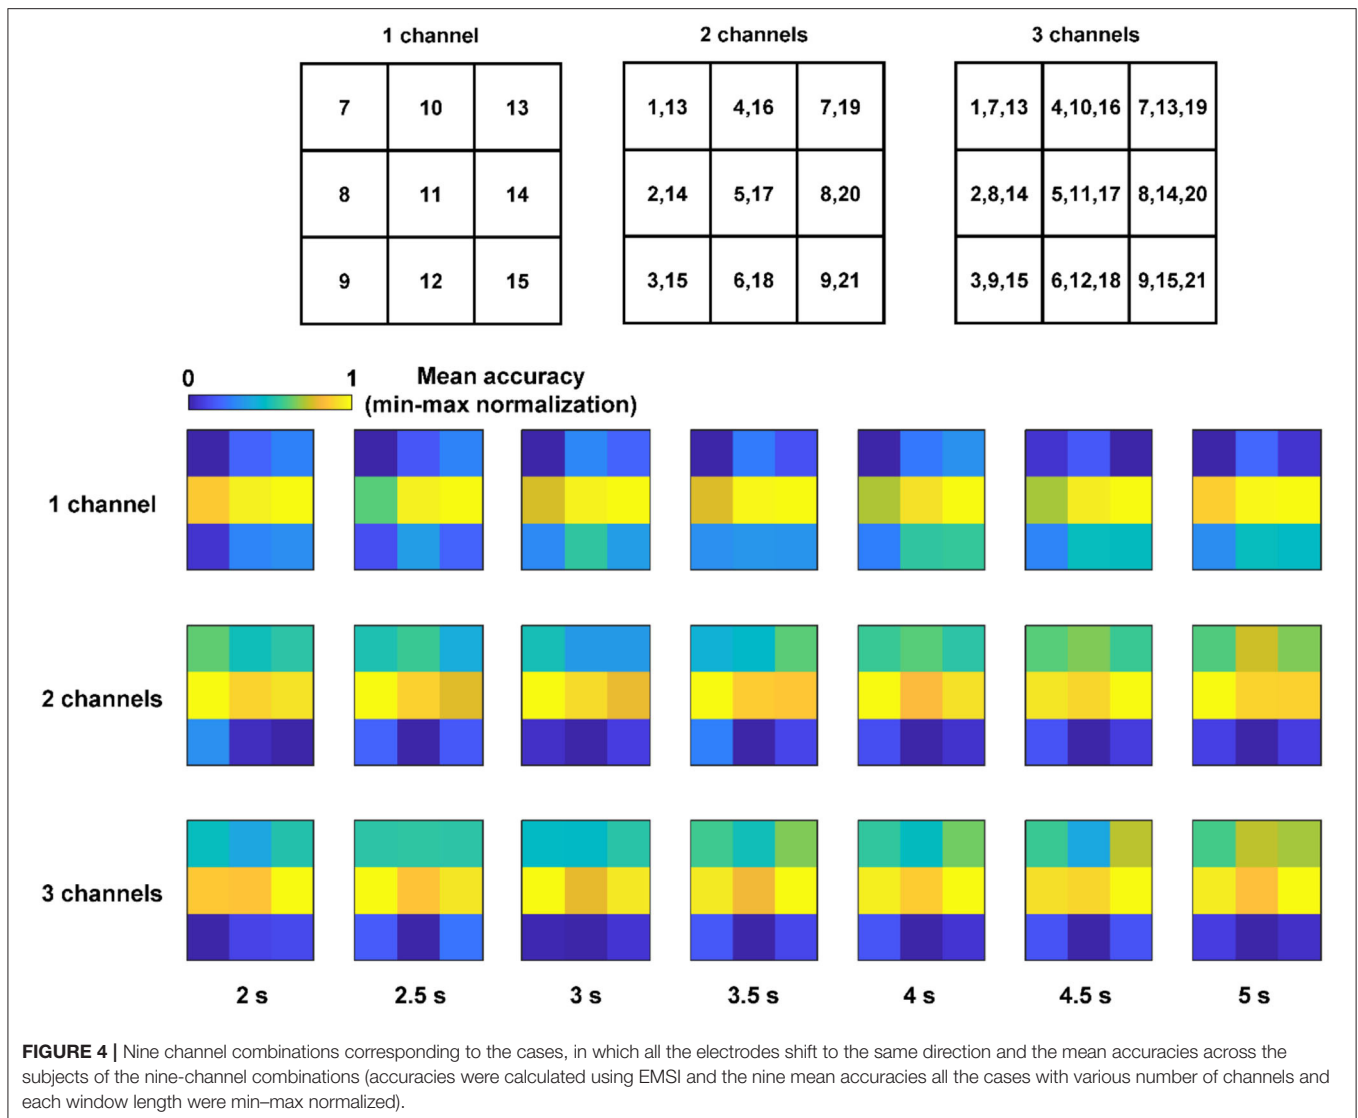 1 channel 2 channels 3 channels
7 10 13 1,13 4,16 7,19 1,7,13 4,10,16 7,13,19
8 11 14 2,14 5,17 8,20 2,8,14 5,11,17 8,14,20
9 12 15 3,15 6,18 9,21 3,9,15 6,12,18 9,15,21
0 1 Mean accuracy
(min-max normalization)
1 channel
2 channels
3 channels
2 s 2.5 s 3 s 3.5 s 4 s 4.5 s 5 s
FIGURE 4 | Nine channel combinations corresponding to the cases, in which all the electrodes shift to the same direction and the mean accuracies across the
subjects of the nine-channel combinations (accuracies were calculated using EMSI and the nine mean accuracies all the cases with various number of channels and
each window length were min–max normalized).